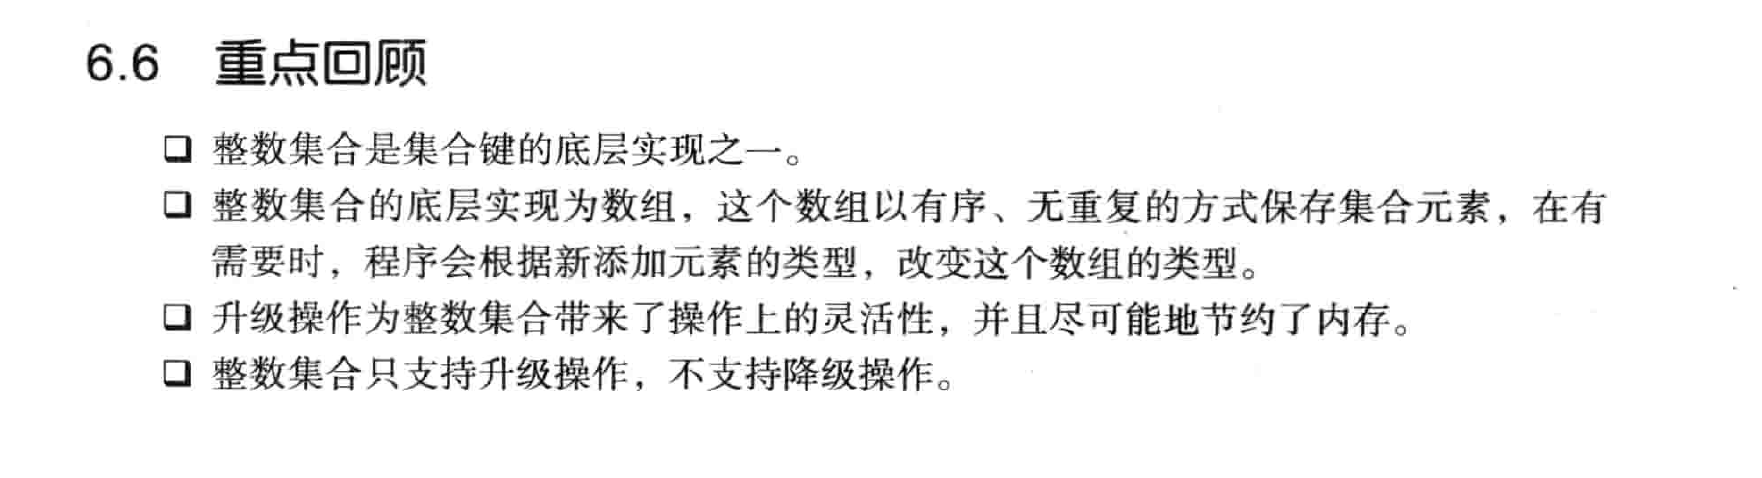 6.6 重点回顾
❑ 整数集合是集合键的底层实现之一。
❑ 整数集合的底层实现为数组，这个数组以有序、无重复的方式保存集合元素，在有
需要时，程序会根据新添加元素的类型，改变这个数组的类型。
❑ 升级操作为整数集合带来了操作上的灵活性，并且尽可能地节约了内存。
❑ 整数集合只支持升级操作，不支持降级操作。